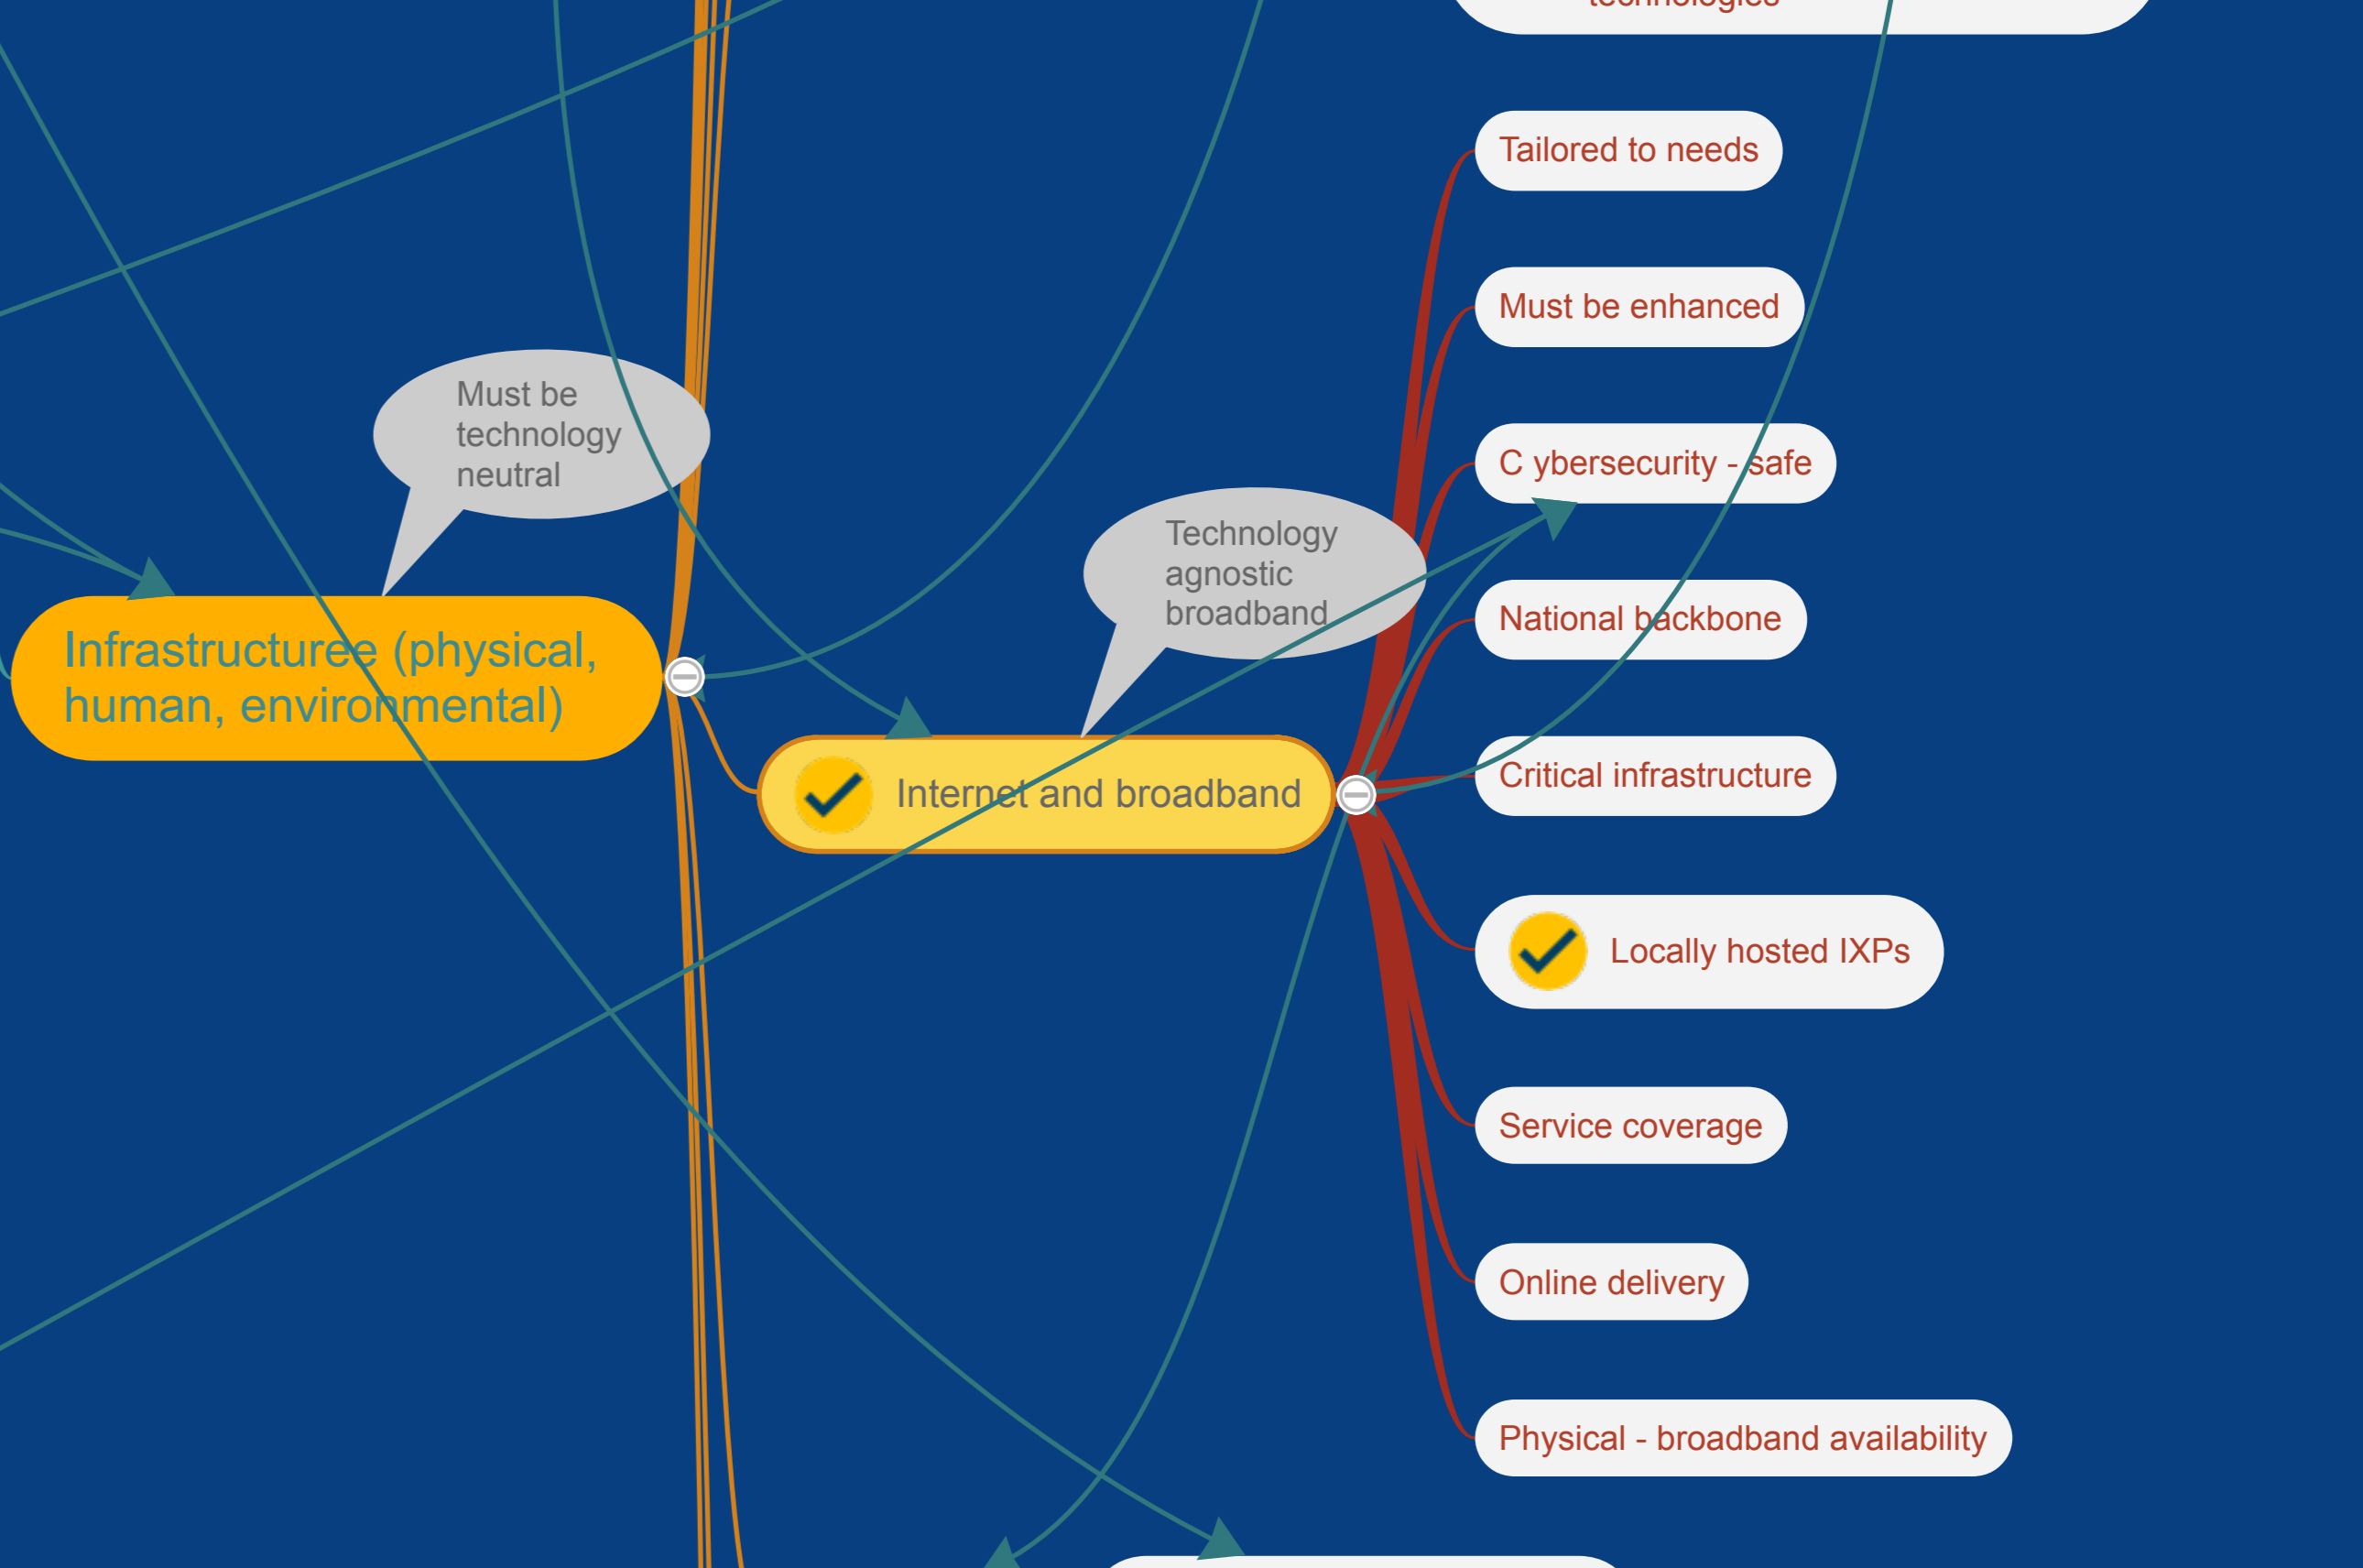 technologies
Tailored to needs
Must be enhanced
Must be
technology
neutral
C ybersecurity - safe
Technology
agnostic
broadband
National backbone
Infrastructuree (physical,
human, environmental)
Internet and broadband
Critical infrastructure
Locally hosted IXPs
Service coverage
Online delivery
Physical - broadband availability